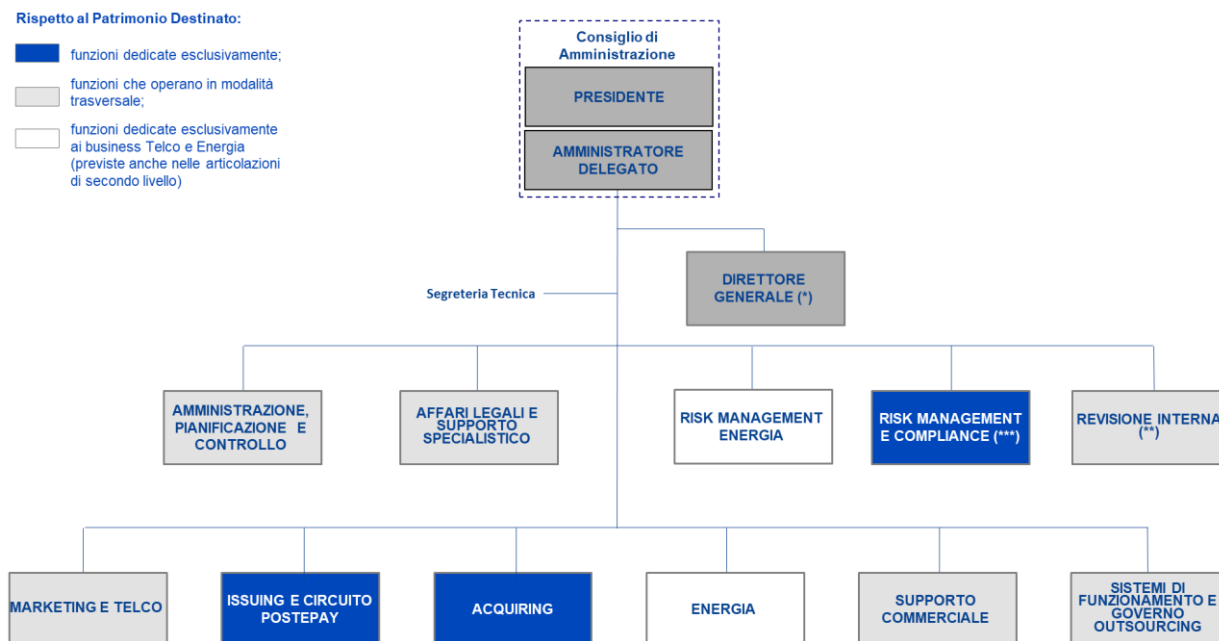 Rispetto al Patrimonio Destinato:
funzioni dedicate esclusivamente;
funzioni che operano in modalità
trasversale;
funzioni dedicate esclusivamente
ai business Telco e Energia
(previste anche nelle articolazioni
di secondo livello)
Consiglio di
Amministrazione
PRESIDENTE
AMMINISTRATORE
DELEGATO
DIRETTORE
GENERALE (*)
Segreteria Tecnica
AMMINISTRAZIONE,
PIANIFICAZIONE E
CONTROLLO
AFFARI LEGALI E
SUPPORTO
SPECIALISTICO
RISK MANAGEMENT
ENERGIA
RISK MANAGEMENT
E COMPLIANCE (***)
REVISIONE INTERNA
(**)
MARKETING E TELCO
ISSUING E CIRCUITO
POSTEPAY
ACQUIRING
ENERGIA
SUPPORTO
COMMERCIALE
SISTEMI DI
FUNZIONAMENTO E
GOVERNO
OUTSOURCING